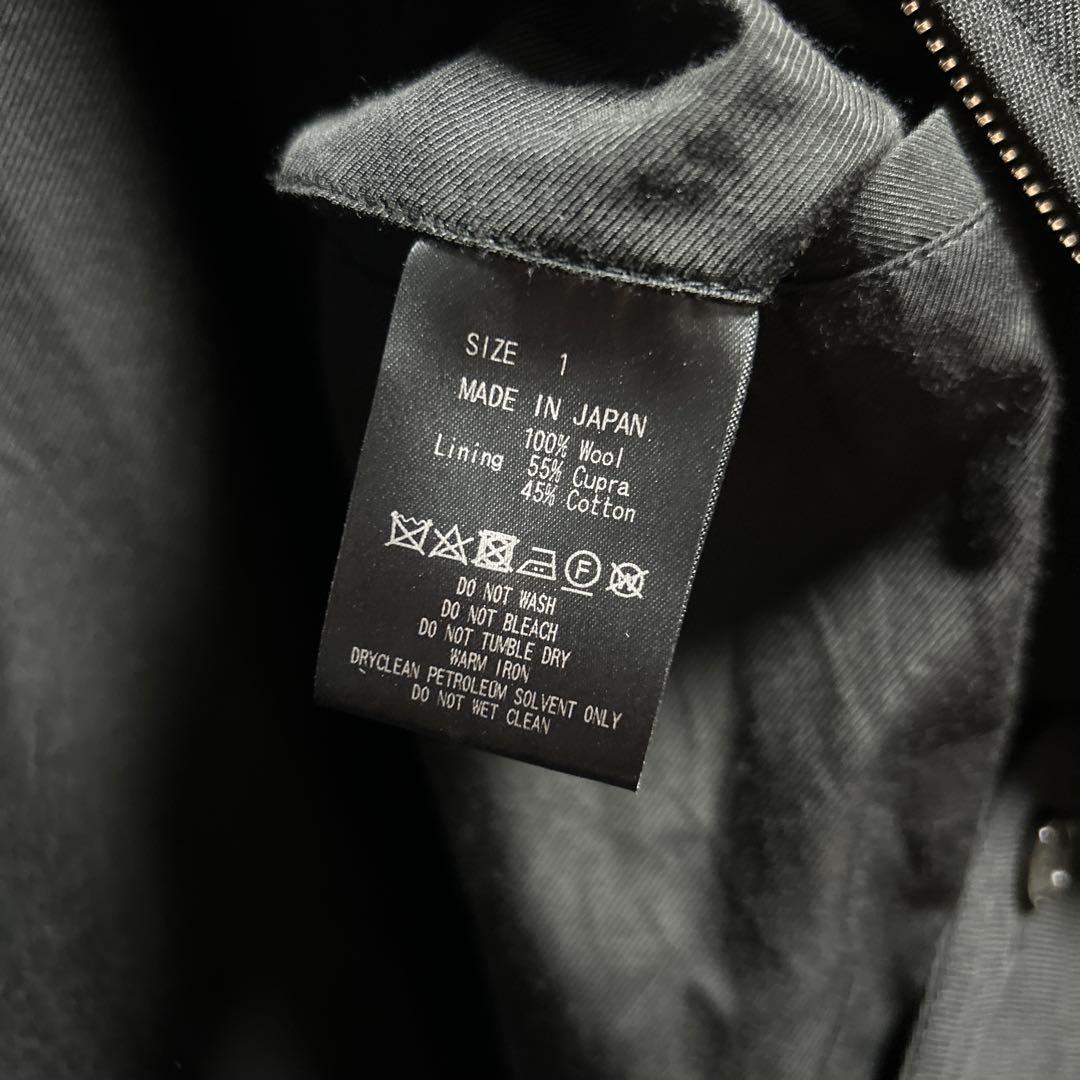 SIZE 1
MADE IN JAPAN
100% Wool
Lining 55% Cupra
45% Cotton
F W
DO NOT WASH
DO NOT BLEACH
DO NOT TUMBLE DRY
WARM IRON
DRYCLEAN PETROLEUM SOLVENT ONLY
DO NOT WET CLEAN